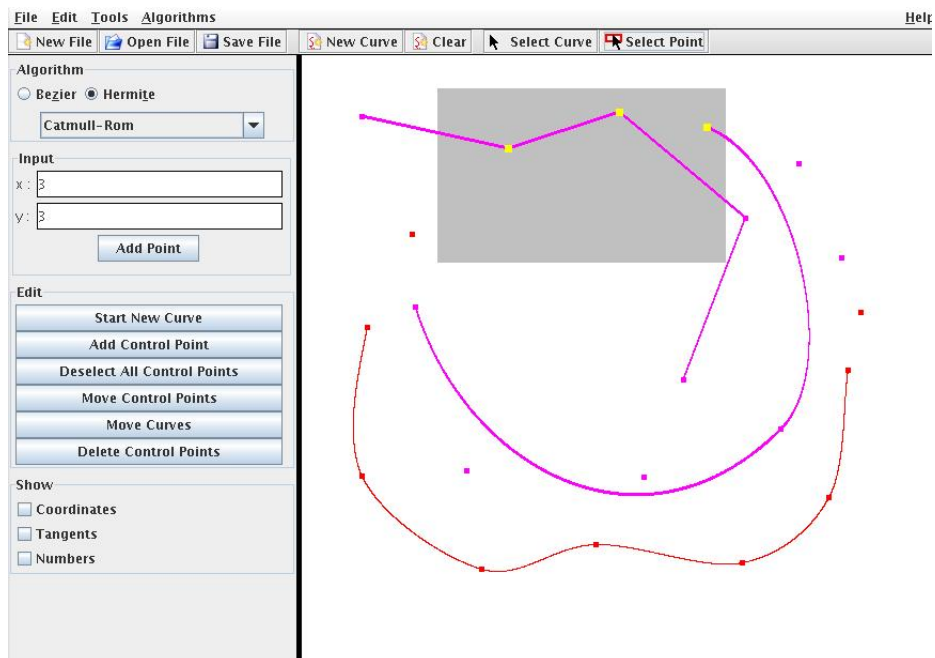 File Edit Tools Algorithms Help
New File Open File Save File New Curve Clear Select Curve Select Point
Algorithm
Bezier Hermite
Catmull-Rom
Input
x : 3
y : 3
Add Point
Edit
Start New Curve
Add Control Point
Deselect All Control Points
Move Control Points
Move Curves
Delete Control Points
Show
Coordinates
Tangents
Numbers